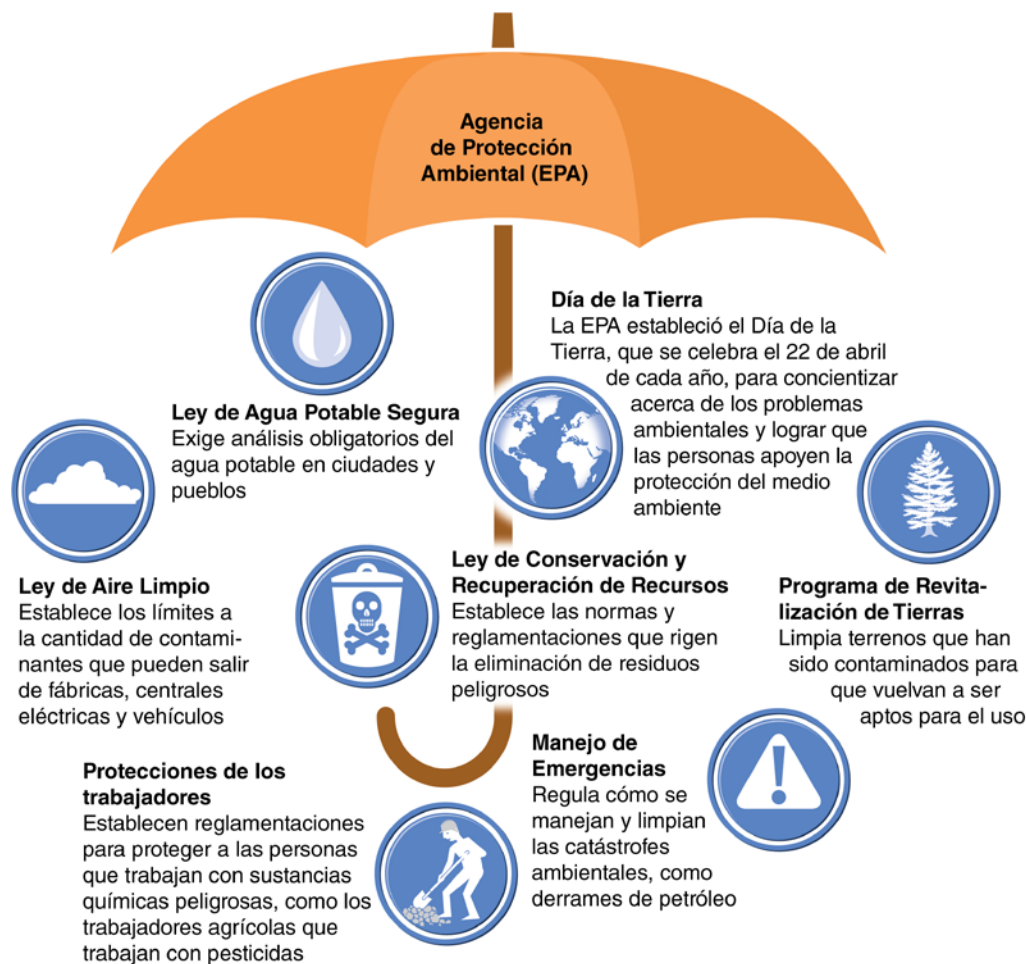 Agencia
de Protección
Ambiental (EPA)
Ley de Agua Potable Segura
Exige análisis obligatorios del
agua potable en ciudades y
pueblos
Día de la Tierra
La EPA estableció el Día de la
Tierra, que se celebra el 22 de abril
de cada año, para concientizar
acerca de los problemas
ambientales y lograr que
las personas apoyen la
protección del medio
ambiente
Ley de Aire Limpio
Establece los límites a
la cantidad de contami-
nantes que pueden salir
de fábricas, centrales
eléctricas y vehículos
Ley de Conservación y
Recuperación de Recursos
Establece las normas y
reglamentaciones que rigen
la eliminación de residuos
peligrosos
Programa de Revita-
lización de Tierras
Limpia terrenos que han
sido contaminados para
que vuelvan a ser
aptos para el uso
Protecciones de los
trabajadores
Establecen reglamentaciones
para proteger a las personas
que trabajan con sustancias
químicas peligrosas, como los
trabajadores agrícolas que
trabajan con pesticidas
Manejo de
Emergencias
Regula cómo se
manejan y limpian
las catástrofes
ambientales, como
derrames de petróleo